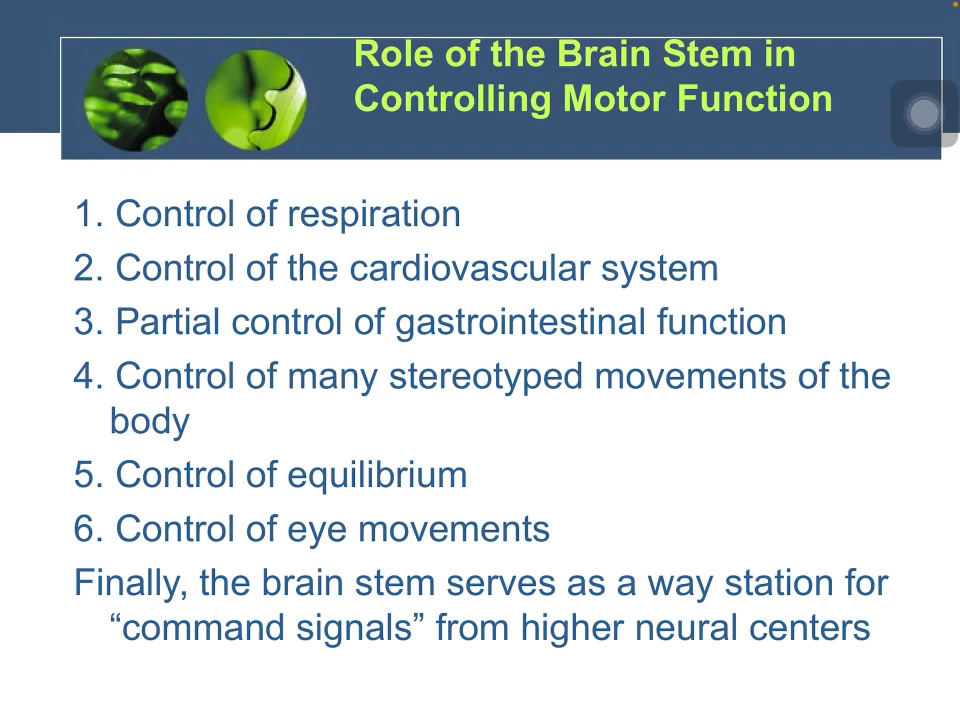 Role of the Brain Stem in
Controlling Motor Function
1. Control of respiration
2. Control of the cardiovascular system
3. Partial control of gastrointestinal function
4. Control of many stereotyped movements of the
body
5. Control of equilibrium
6. Control of eye movements
Finally, the brain stem serves as a way station for
“command signals” from higher neural centers